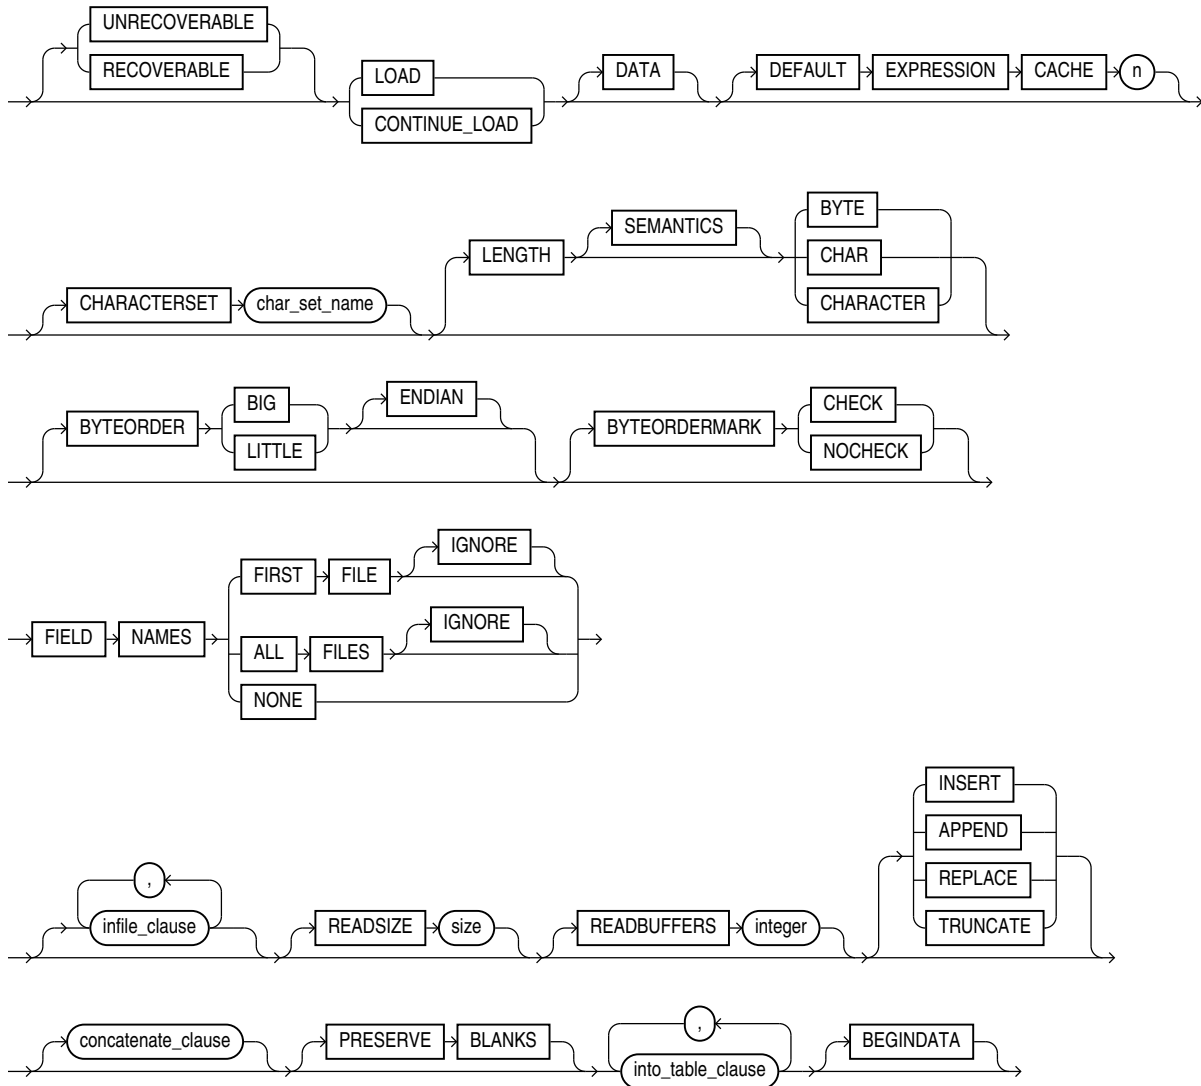 UNRECOVERABLE
RECOVERABLE
LOAD
CONTINUE_LOAD
DATA
DEFAULT EXPRESSION CACHE n
CHARACTERSET char_set_name
LENGTH SEMANTICS
BYTE
CHAR
CHARACTER
BYTEORDER
BIG
LITTLE
ENDIAN
BYTEORDERMARK
CHECK
NOCHECK
FIELD NAMES
FIRST FILE IGNORE
ALL FILES IGNORE
NONE
,
infile_clause
READSIZE size
READBUFFERS integer
INSERT
APPEND
REPLACE
TRUNCATE
concatenate_clause
PRESERVE BLANKS
,
into_table_clause
BEGINDATA